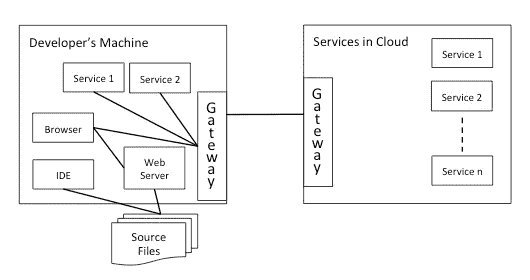 Developer's Machine
Service 1
Service 2
Browser
IDE
Web
Server
Gateway
Source
Files
Services in Cloud
Gateway
Service 1
Service 2
Service n